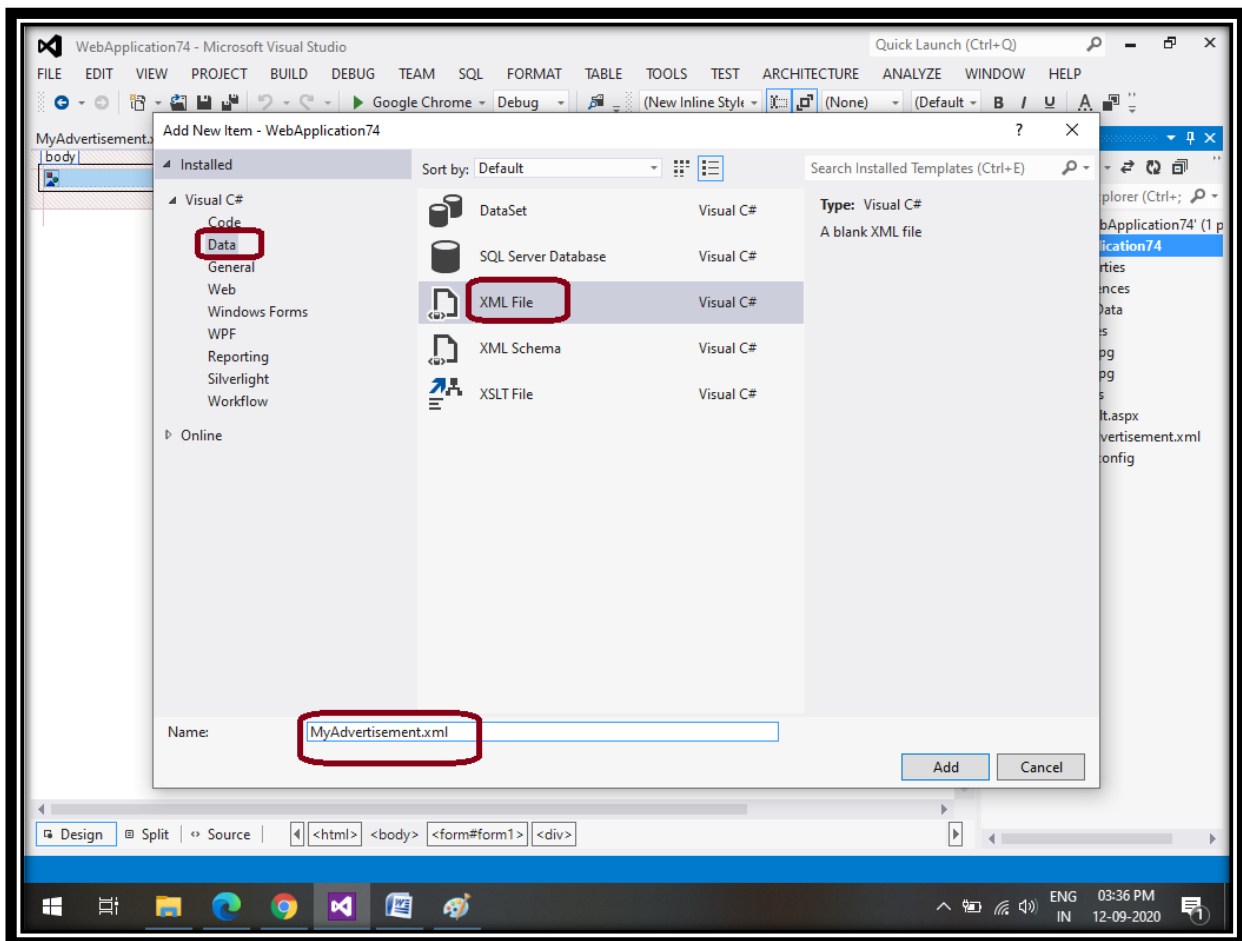 WebApplication74 - Microsoft Visual Studio
Quick Launch (Ctrl+Q)
FILE EDIT VIEW PROJECT BUILD DEBUG TEAM SQL FORMAT TABLE TOOLS TEST ARCHITECTURE ANALYZE WINDOW HELP
Google Chrome Debug (New Inline Style (None) (Default B I U A
MyAdvertisement.
body
Add New Item - WebApplication74 ?
Installed
Sort by: Default
Search Installed Templates (Ctrl+E)
Visual C#
Code
Data
General
Web
Windows Forms
WPF
Reporting
Silverlight
Workflow
Online
DataSet Visual C#
SQL Server Database Visual C#
XML File Visual C#
XML Schema Visual C#
XSLT File Visual C#
Type: Visual C#
A blank XML file
plorer (Ctrl+;
bApplication74' (1 p
ication74
rties
ences
Data
es
pg
pg
s
lt.aspx
vertisement.xml
config
Name: MyAdvertisement.xml
Add Cancel
Design Split Source <html> <body> <form#form1> <div>
ENG 03:36 PM
IN 12-09-2020
1